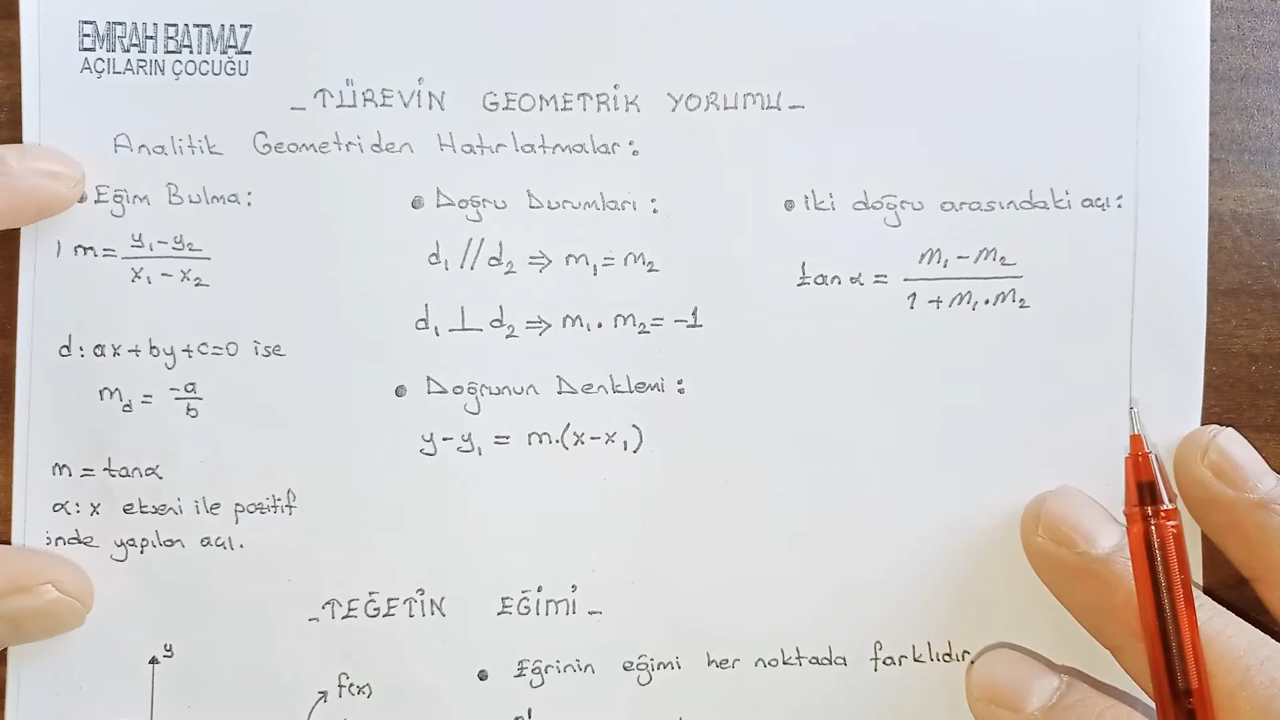 EMRAH BATMAZ
AÇILARIN ÇOCUĞU
_ TÜREVİN GEOMETRİK YORUMU _
Analitik Geometriden Hatırlatmalar:
• Eğim Bulma:
m = (y₁ - y₂) / (x₁ - x₂)
d: ax + by + c = 0 ise
m_d = -a/b
m = tanα
α: x ekseni ile pozitif
yapılan açı.
• Doğru Durumları:
d₁ // d₂ ⇒ m₁ = m₂
d₁ ⊥ d₂ ⇒ m₁ . m₂ = -1
• Doğrunun Denklemi:
y - y₁ = m.(x - x₁)
• İki doğru arasındaki açı:
tanα = (m₁ - m₂) / (1 + m₁.m₂)
_ TEĞETİN EĞİMİ _
y
f(x)
• Eğrinin eğimi her noktada farklıdır.